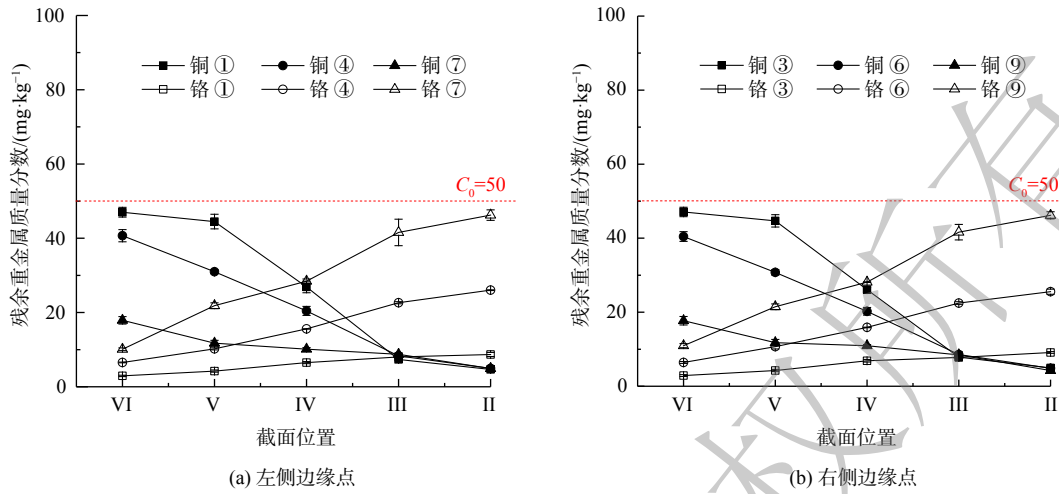 100
80
60
40
20
0
残余重金属质量分数/(mg·kg⁻¹)
铜 ① 铜 ④ 铜 ⑦
铬 ① 铬 ④ 铬 ⑦
C₀=50
VI V IV III II
截面位置
(a) 左侧边缘点
100
80
60
40
20
0
残余重金属质量分数/(mg·kg⁻¹)
铜 ③ 铜 ⑥ 铜 ⑨
铬 ③ 铬 ⑥ 铬 ⑨
C₀=50
VI V IV III II
截面位置
(b) 右侧边缘点
权所有